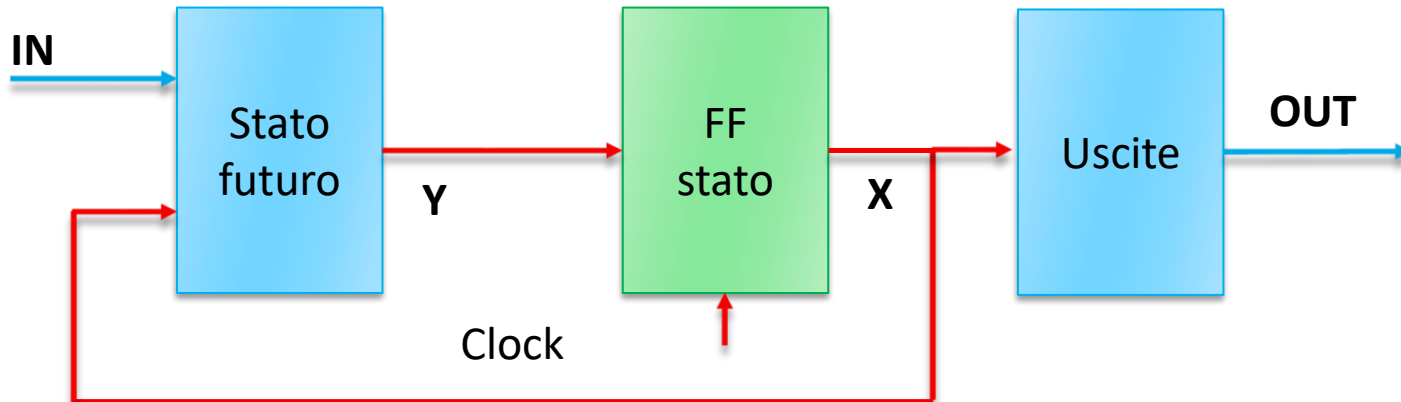 IN
Stato
futuro
Y
FF
stato
X
Uscite
OUT
Clock